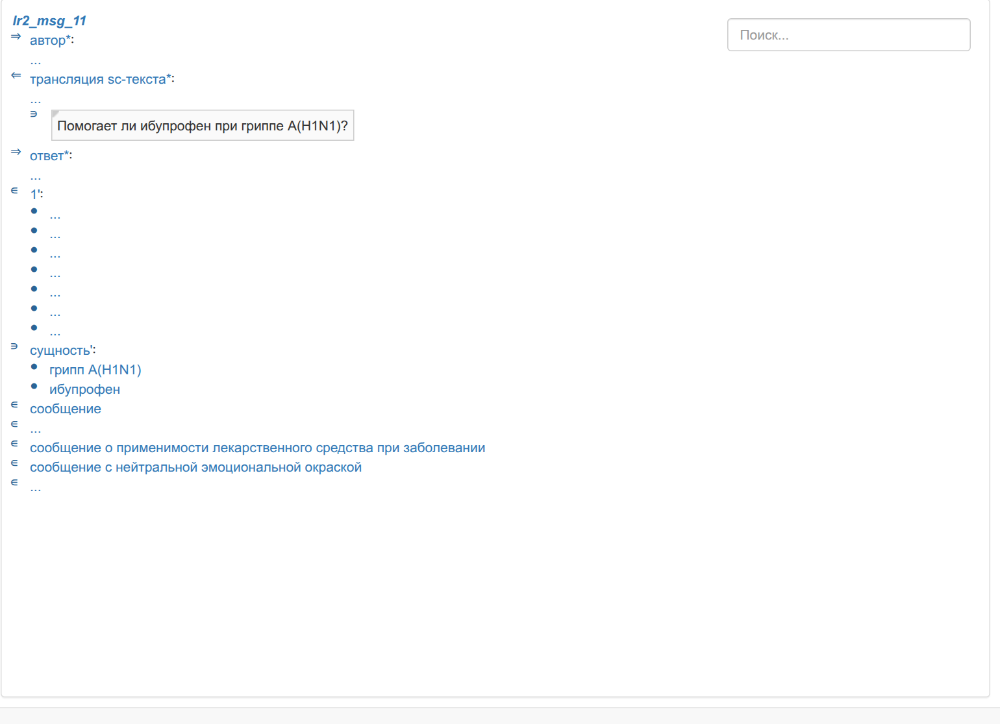 lr2_msg_11
Поиск...
⇒ автор*:
...
⇐ трансляция sc-текста*:
...
∍ Помогает ли ибупрофен при гриппе A(H1N1)?
⇒ ответ*:
...
∊ 1':
• ...
• ...
• ...
• ...
• ...
• ...
• ...
∍ сущность':
• грипп A(H1N1)
• ибупрофен
∊ сообщение
∊ ...
∊ сообщение о применимости лекарственного средства при заболевании
∊ сообщение с нейтральной эмоциональной окраской
∊ ...